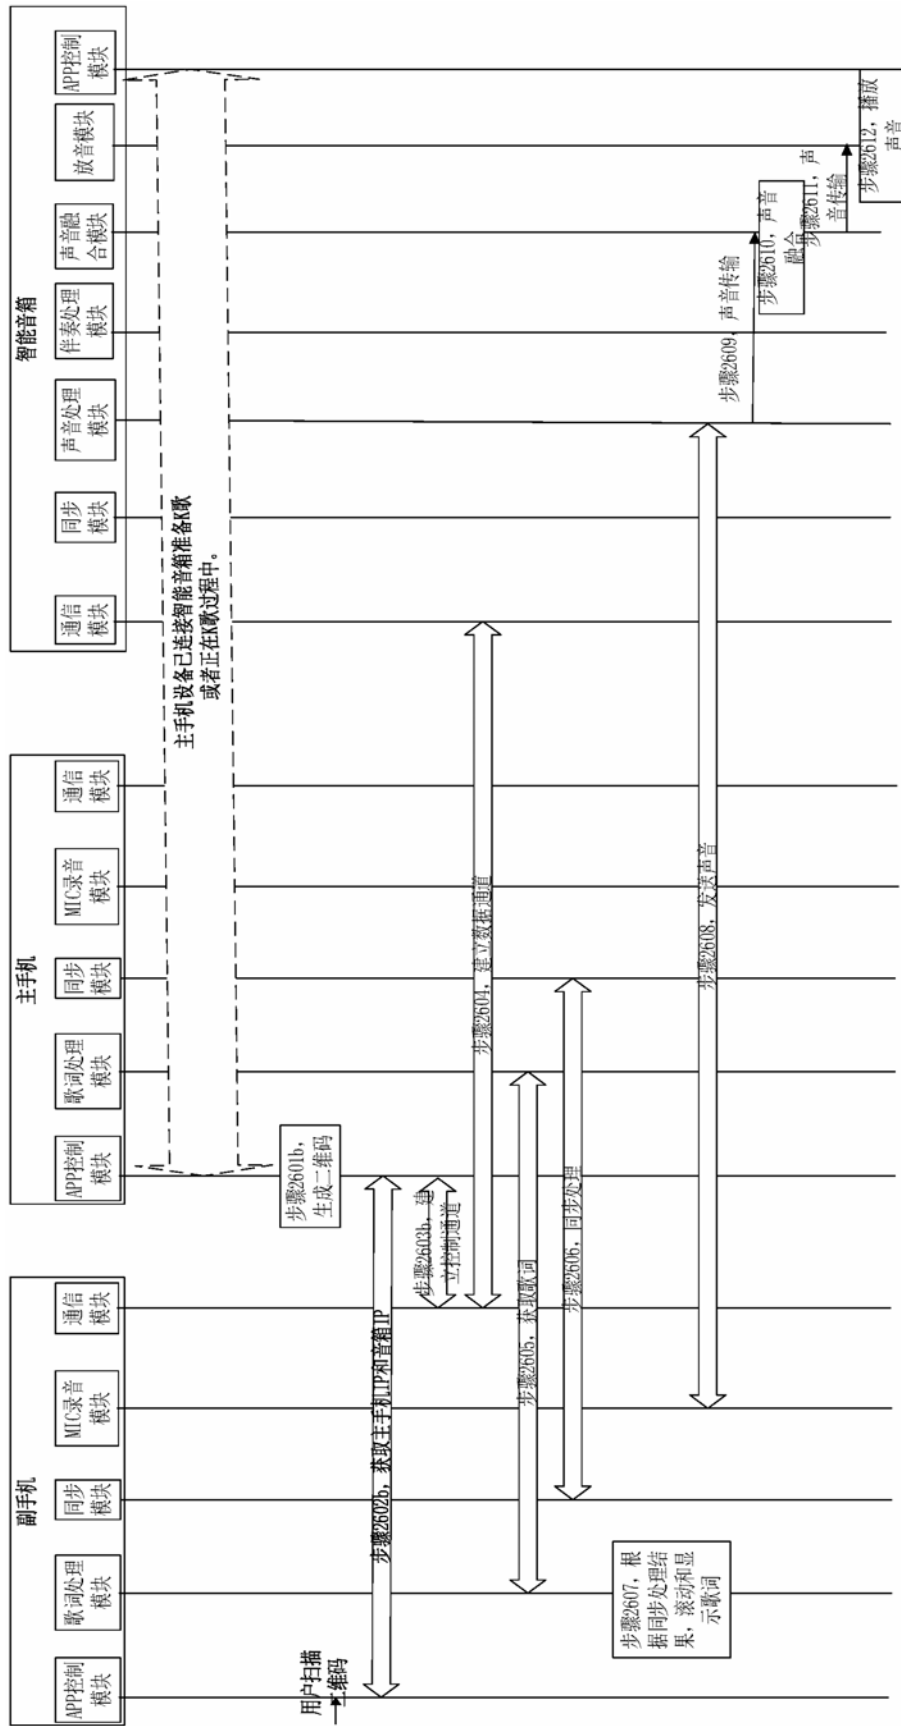 副手机
APP控制
模块
歌词处理
模块
同步
模块
MIC录音
模块
通信
模块
主手机
APP控制
模块
歌词处理
模块
同步
模块
MIC录音
模块
通信
模块
智能音箱
通信
模块
同步
模块
声音处理
模块
伴奏处理
模块
声音融
合模块
放音模块
APP控制
模块
主手机设备已连接智能音箱准备K歌
或者正在K歌过程中。
步骤2601b，
生成二维码
用户扫描
二维码
步骤2602b，获取主手机IP和音箱IP
步骤2603b，建
立控制通道
步骤2604，建立数据通道
步骤2605，获取歌词
步骤2606，同步处理
步骤2607，根
据同步处理结
果，滚动和显
示歌词
步骤2608，发送声音
步骤2609，声音传输
步骤2610，声音
融合
步骤2611，声
音传输
步骤2612，播放
声音